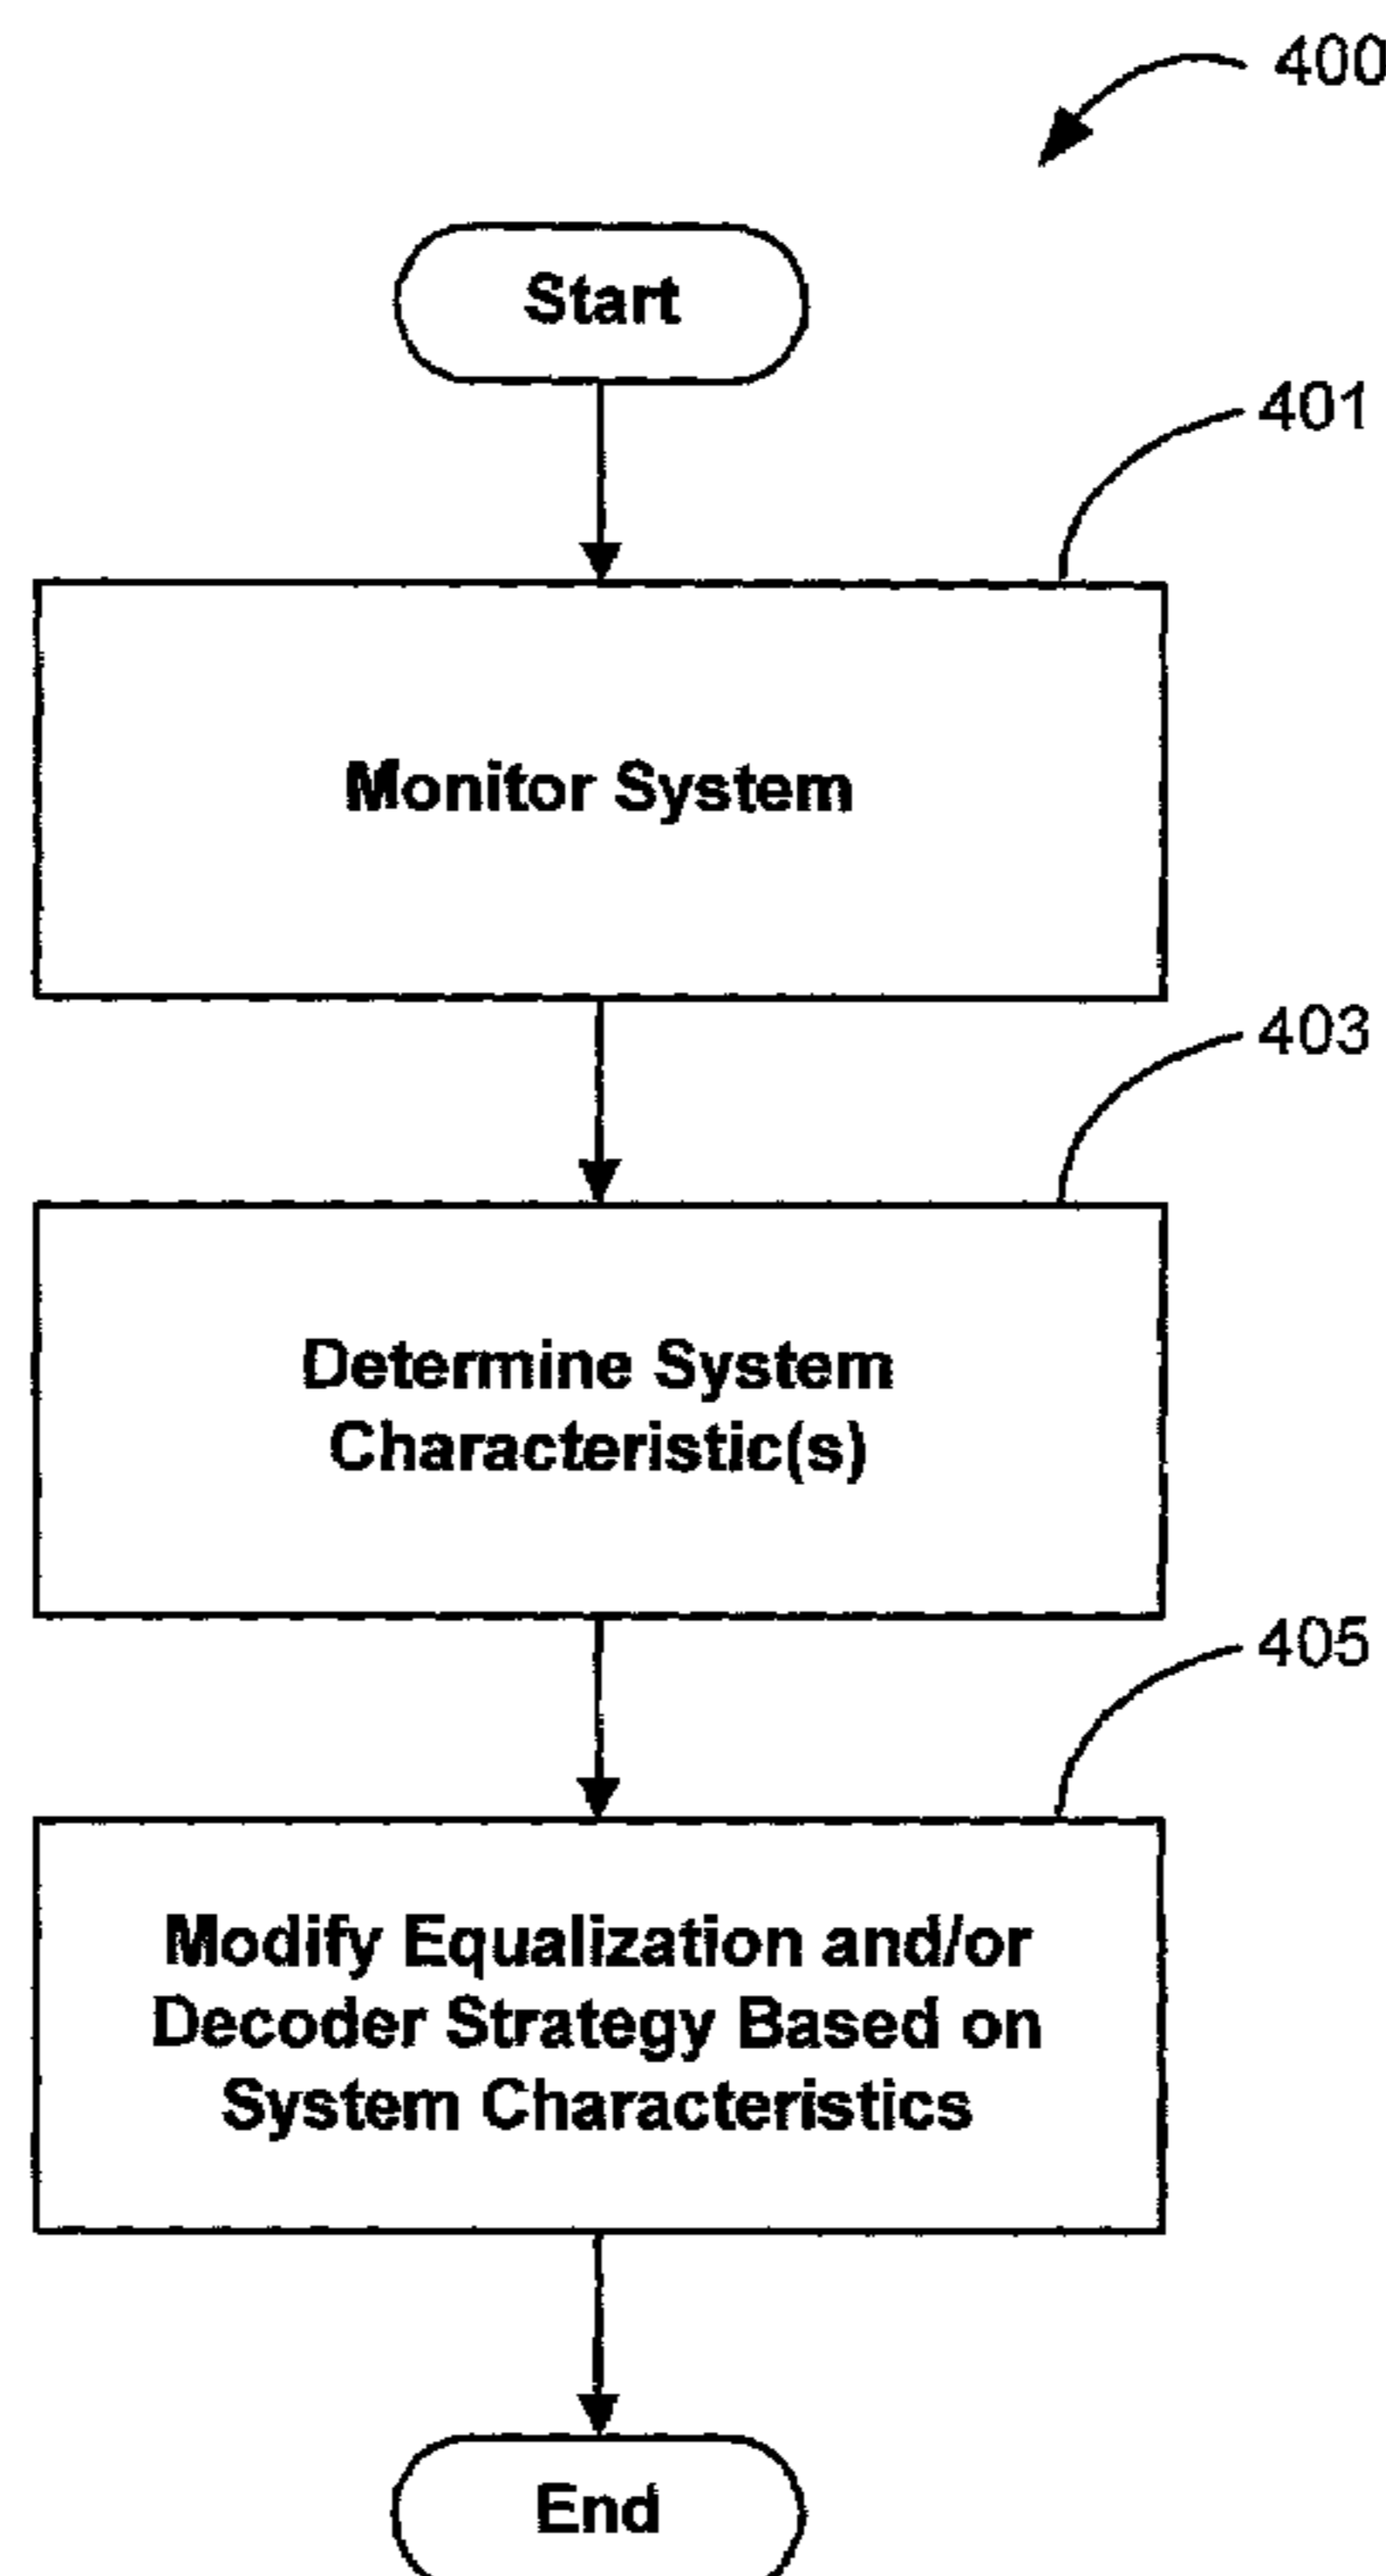 400
Start
401
Monitor System
403
Determine System
Characteristic(s)
405
Modify Equalization and/or
Decoder Strategy Based on
System Characteristics
End